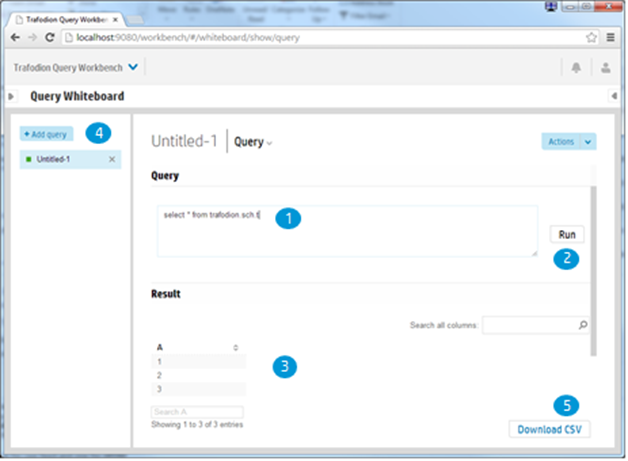 Trafodion Query Workben
localhost:9080/workbench/#/whiteboard/show/query
Trafodion Query Workbench
Query Whiteboard
+ Add query
4
Untitled-1
Untitled-1 Query
Actions
Query
select * from trafodion.sch.t
1
Run
2
Result
Search all columns:
A
1
2
3
3
Search A
Showing 1 to 3 of 3 entries
5
Download CSV